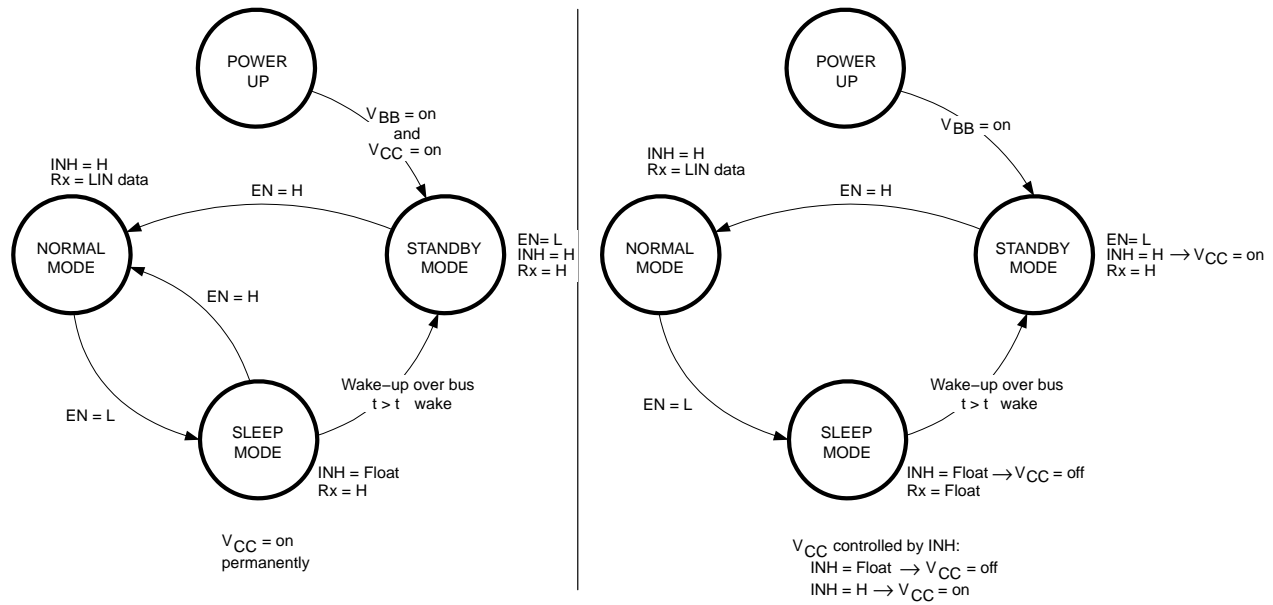 POWER
UP
V BB = on
and
V CC = on
INH = H
Rx = LIN data
EN = H
NORMAL
MODE
STANDBY
MODE
EN= L
INH = H
Rx = H
EN = H
Wake−up over bus
t > t wake
EN = L
SLEEP
MODE
INH = Float
Rx = H
V CC = on
permanently
POWER
UP
V BB = on
INH = H
Rx = LIN data
EN = H
NORMAL
MODE
STANDBY
MODE
EN= L
INH = H → V CC = on
Rx = H
Wake−up over bus
t > t wake
EN = L
SLEEP
MODE
INH = Float → V CC = off
Rx = Float
V CC controlled by INH:
INH = Float → V CC = off
INH = H → V CC = on